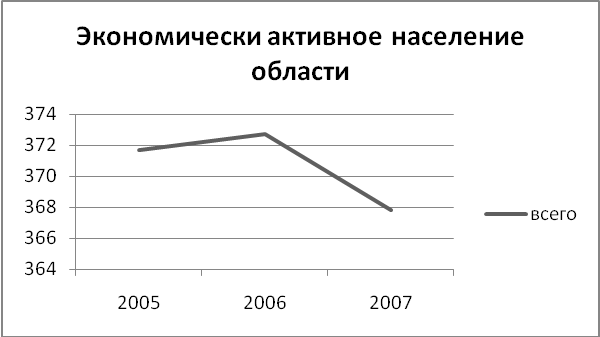 Экономически активное население
области
374
372
370
368
366
364
всего
2005 2006 2007